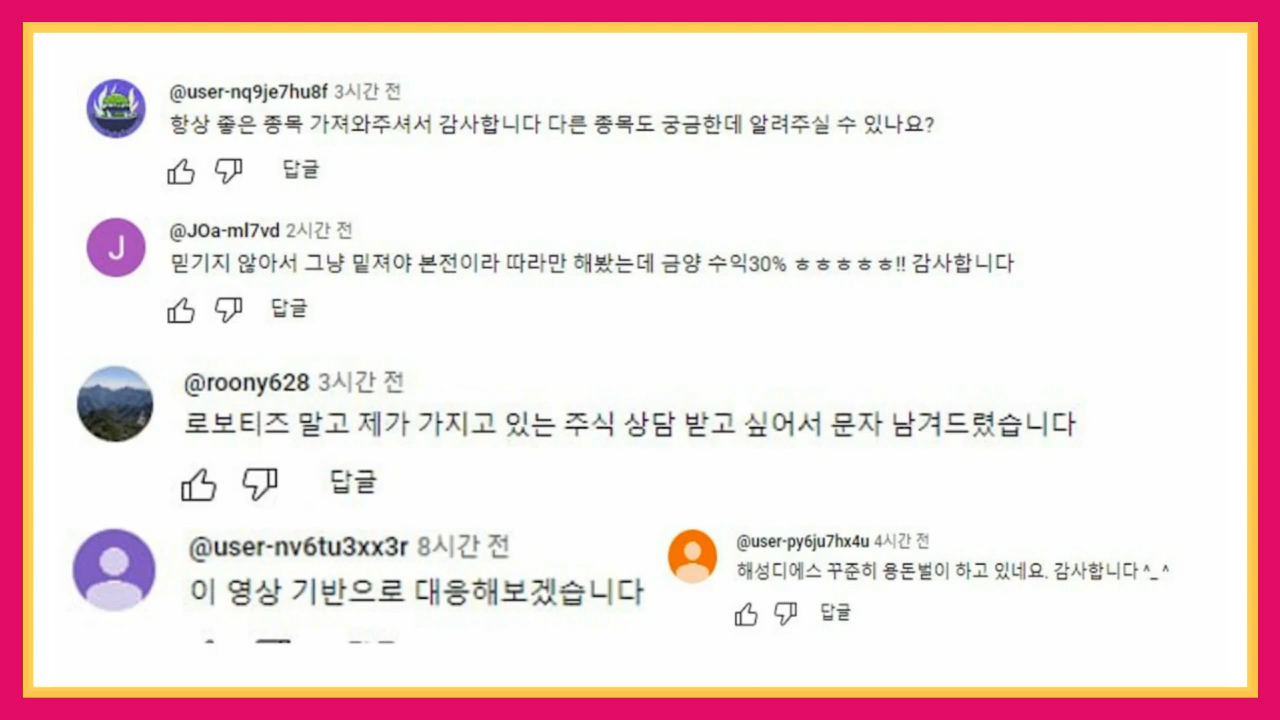 @user-nq9je7hu8f 3시간 전
항상 좋은 종목 가져와주셔서 감사합니다 다른 종목도 궁금한데 알려주실 수 있나요?
답글
J
@JOa-ml7vd 2시간 전
믿기지 않아서 그냥 밑져야 본전이라 따라만 해봤는데 금양 수익30% ㅎㅎㅎㅎㅎ!! 감사합니다
답글
@roony628 3시간 전
로보티즈 말고 제가 가지고 있는 주식 상담 받고 싶어서 문자 남겨드렸습니다
답글
@user-nv6tu3xx3r 8시간 전
이 영상 기반으로 대응해보겠습니다
@user-py6ju7hx4u 4시간 전
해성디에스 꾸준히 용돈벌이 하고 있네요. 감사합니다 ^_^
답글